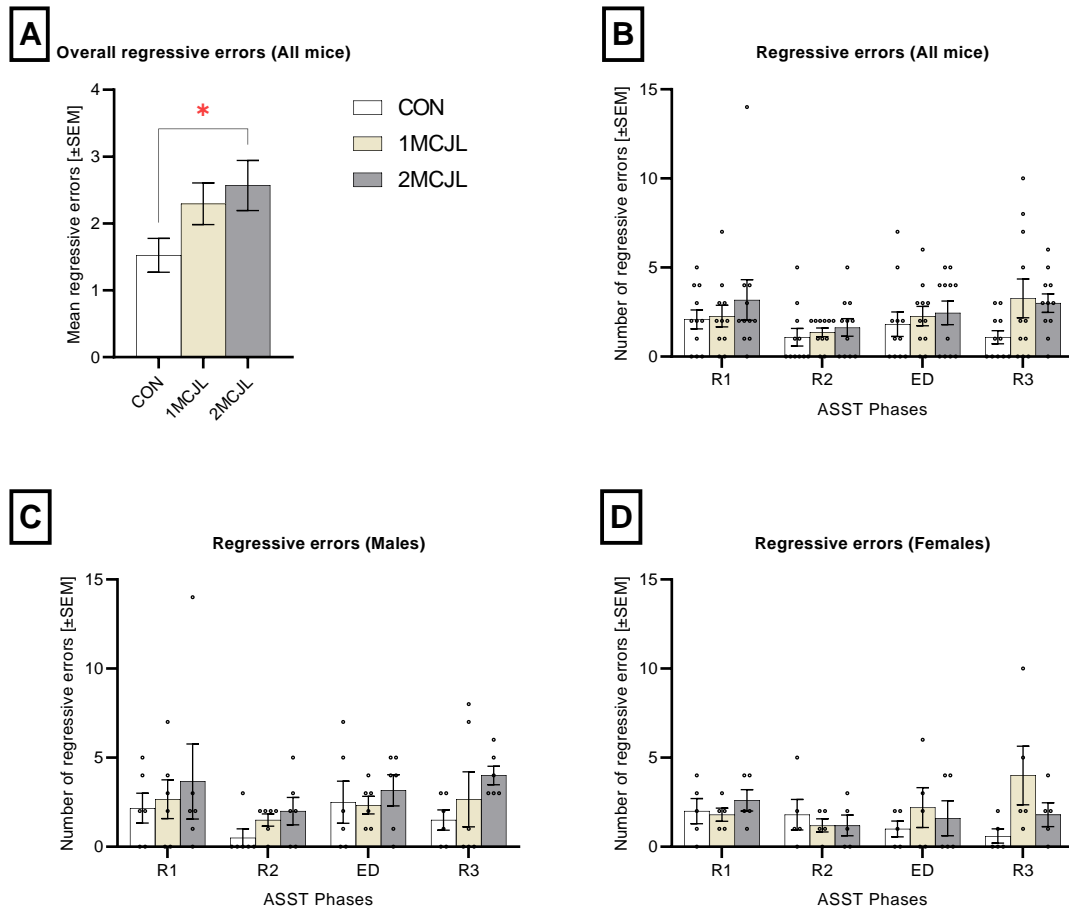 A
Overall regressive errors (All mice)
Mean regressive errors [±SEM]
4
3
2
1
0
*
CON
1MCJL
2MCJL
CON
1MCJL
2MCJL
B
Regressive errors (All mice)
Number of regressive errors [±SEM]
15
10
5
0
R1 R2 ED R3
ASST Phases
C
Regressive errors (Males)
Number of regressive errors [±SEM]
15
10
5
0
R1 R2 ED R3
ASST Phases
D
Regressive errors (Females)
Number of regressive errors [±SEM]
15
10
5
0
R1 R2 ED R3
ASST Phases